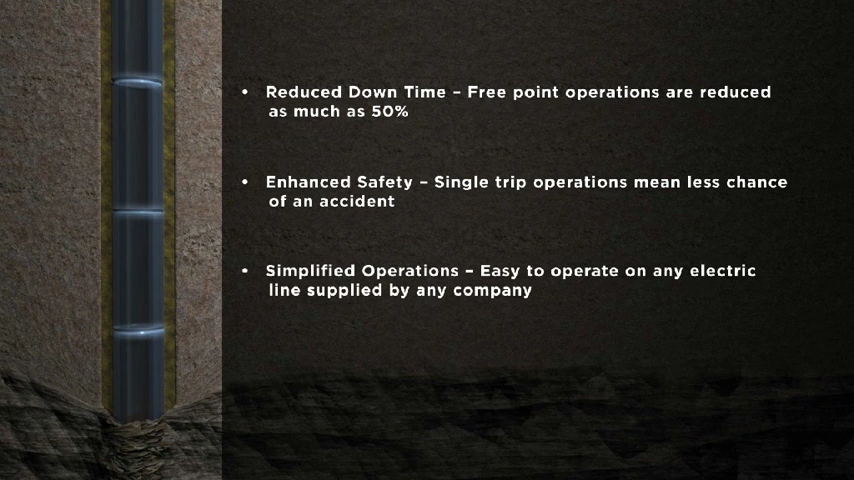 • Reduced Down Time – Free point operations are reduced
as much as 50%
• Enhanced Safety – Single trip operations mean less chance
of an accident
• Simplified Operations – Easy to operate on any electric
line supplied by any company